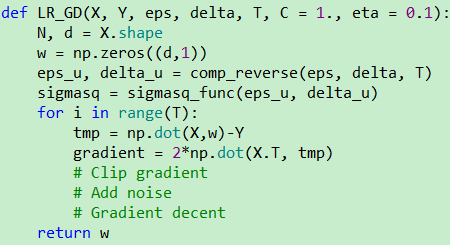 def LR_GD(X, Y, eps, delta, T, C = 1., eta = 0.1):
    N, d = X.shape
    w = np.zeros((d,1))
    eps_u, delta_u = comp_reverse(eps, delta, T)
    sigmasq = sigmasq_func(eps_u, delta_u)
    for i in range(T):
        tmp = np.dot(X,w)-Y
        gradient = 2*np.dot(X.T, tmp)
        # Clip gradient
        # Add noise
        # Gradient decent
    return w